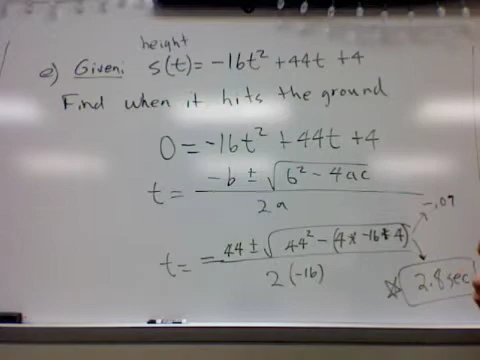 height
e) Given: s(t) = -16t² + 44t + 4
Find when it hits the ground
0 = -16t² + 44t + 4
t = (-b ± √(b² - 4ac)) / 2a
t = (-44 ± √(44² - (4 * -16 * 4))) / 2(-16)
-.09
☆ 2.8 sec